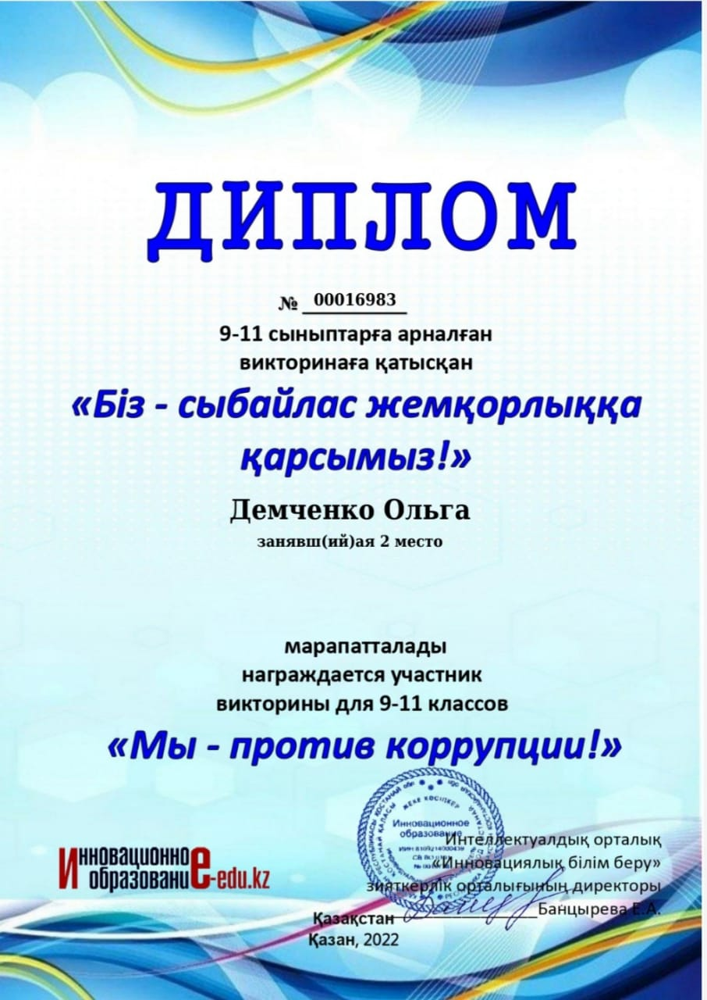 ДИПЛОМ
№ 00016983
9-11 сыныптарға арналған
викторинаға қатысқан
«Біз - сыбайлас жемқорлыққа
қарсымыз!»
Демченко Ольга
занявш(ий)ая 2 место
марапатталады
награждается участник
викторины для 9-11 классов
«Мы - против коррупции!»
ЖЕКЕ КӘСІПКЕР
Инновационное
образование
Инновационное
образование-edu.kz
Интеллектуалдық орталық
«Инновациялық білім беру»
зияткерлік орталығының директоры
Банцырева Е.А.
Қазақстан
Қазан, 2022